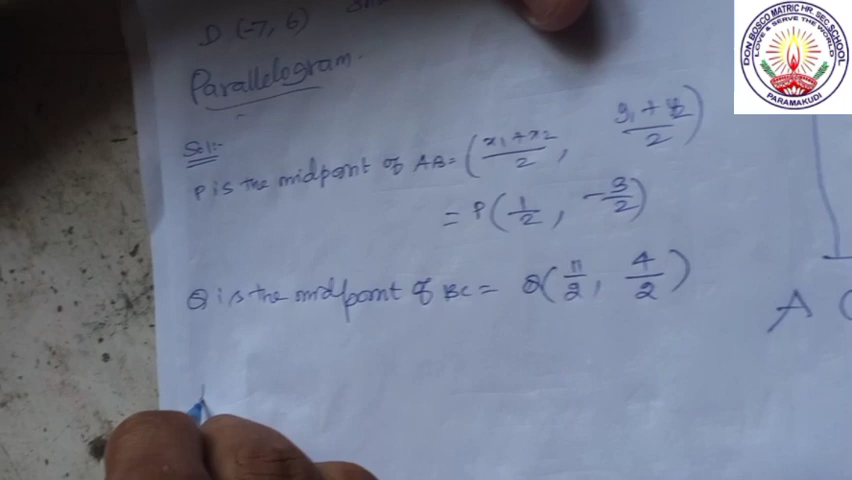 D (-7, 6)
Parallelogram.
Sol:-
P is the midpoint of AB = (x₁+x₂/2, y₁+y₂/2)
= P(1/2, -3/2)
Q is the midpoint of BC = Q(11/2, 4/2)
A
DON BOSCO MATRIC HR. SEC SCHOOL
LOVE & SERVE THE WORLD
PARAMAKUDI